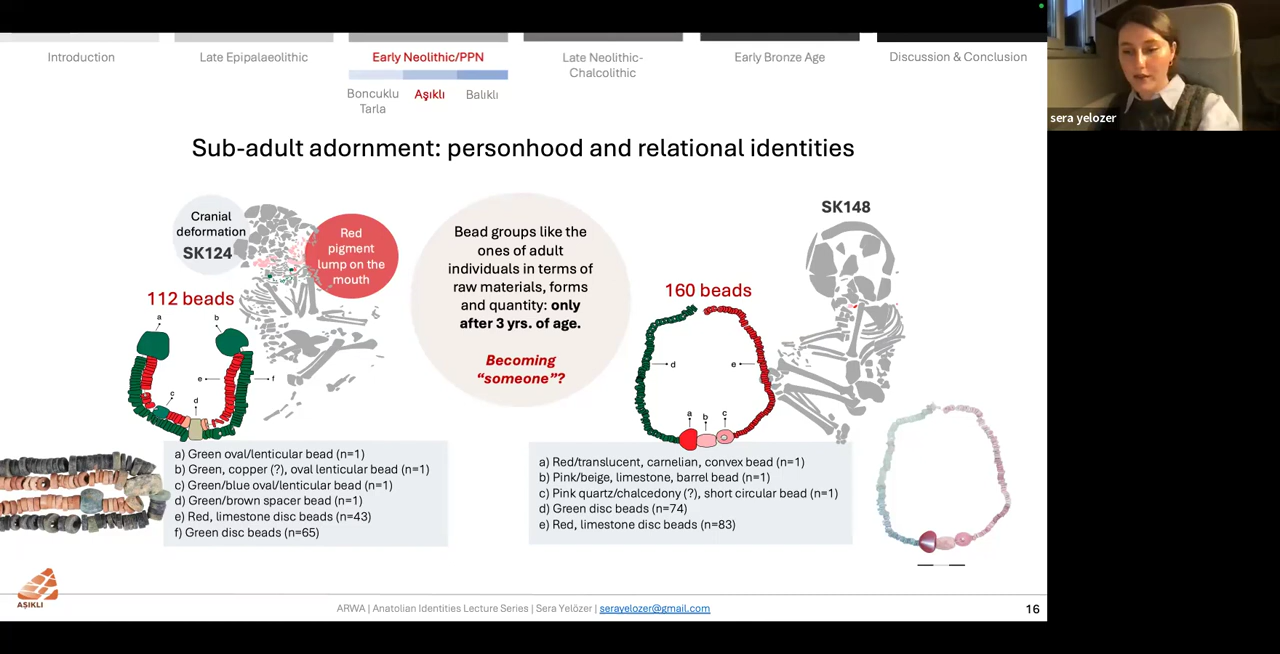 Introduction
Late Epipalaeolithic
Early Neolithic/PPN
Late Neolithic-
Chalcolithic
Early Bronze Age
Discussion & Conclusion
Boncuklu
Tarla
Aşıklı
Balıklı
sera yelozer
Sub-adult adornment: personhood and relational identities
Cranial
deformation
SK124
Red
pigment
lump on the
mouth
112 beads
a
b
c
d
e
f
Bead groups like the
ones of adult
individuals in terms of
raw materials, forms
and quantity: only
after 3 yrs. of age.
Becoming
"someone"?
SK148
160 beads
d
e
a
b
c
a) Green oval/lenticular bead (n=1)
b) Green, copper (?), oval lenticular bead (n=1)
c) Green/blue oval/lenticular bead (n=1)
d) Green/brown spacer bead (n=1)
e) Red, limestone disc beads (n=43)
f) Green disc beads (n=65)
a) Red/translucent, carnelian, convex bead (n=1)
b) Pink/beige, limestone, barrel bead (n=1)
c) Pink quartz/chalcedony (?), short circular bead (n=1)
d) Green disc beads (n=74)
e) Red, limestone disc beads (n=83)
AŞIKLI
ARWA | Anatolian Identities Lecture Series | Sera Yelözer | serayelozer@gmail.com
16